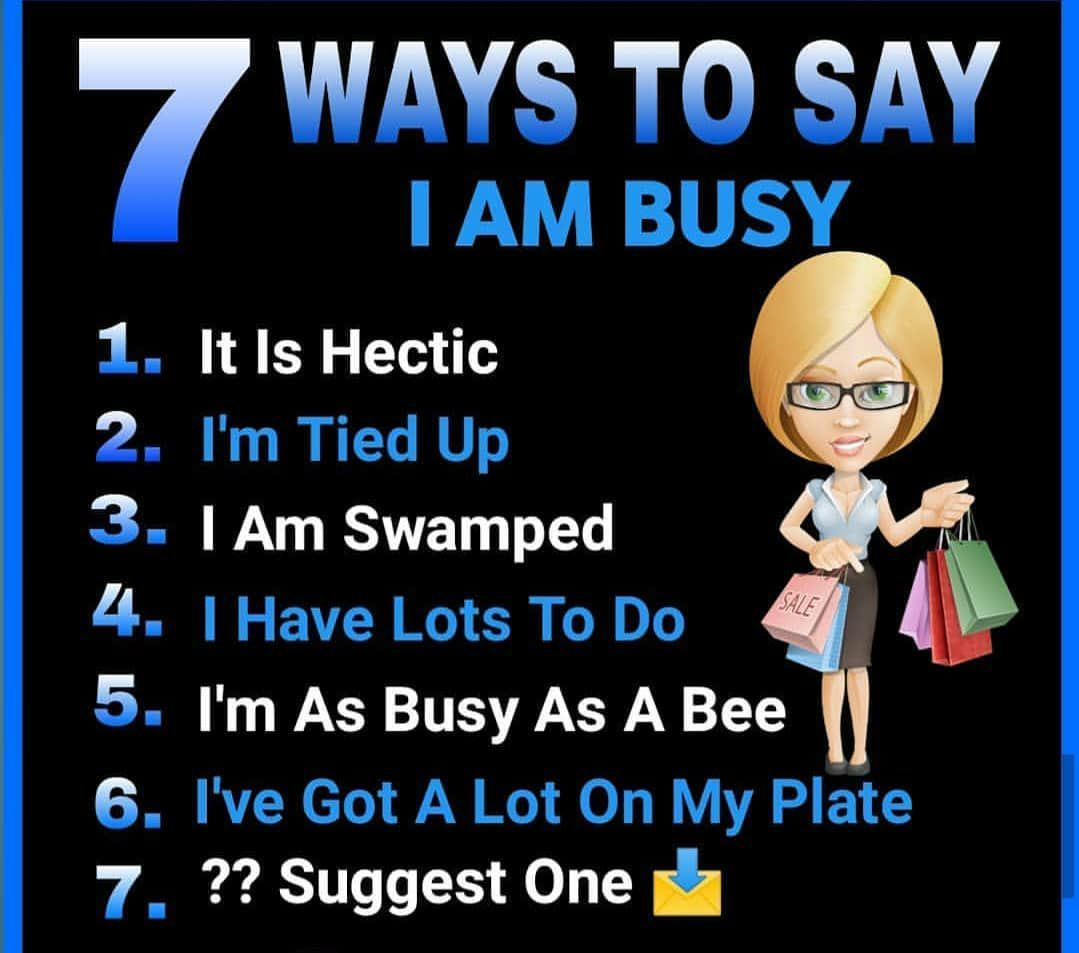 7 WAYS TO SAY
I AM BUSY
1. It Is Hectic
2. I'm Tied Up
3. I Am Swamped
4. I Have Lots To Do
SALE
5. I'm As Busy As A Bee
6. I've Got A Lot On My Plate
7. ?? Suggest One